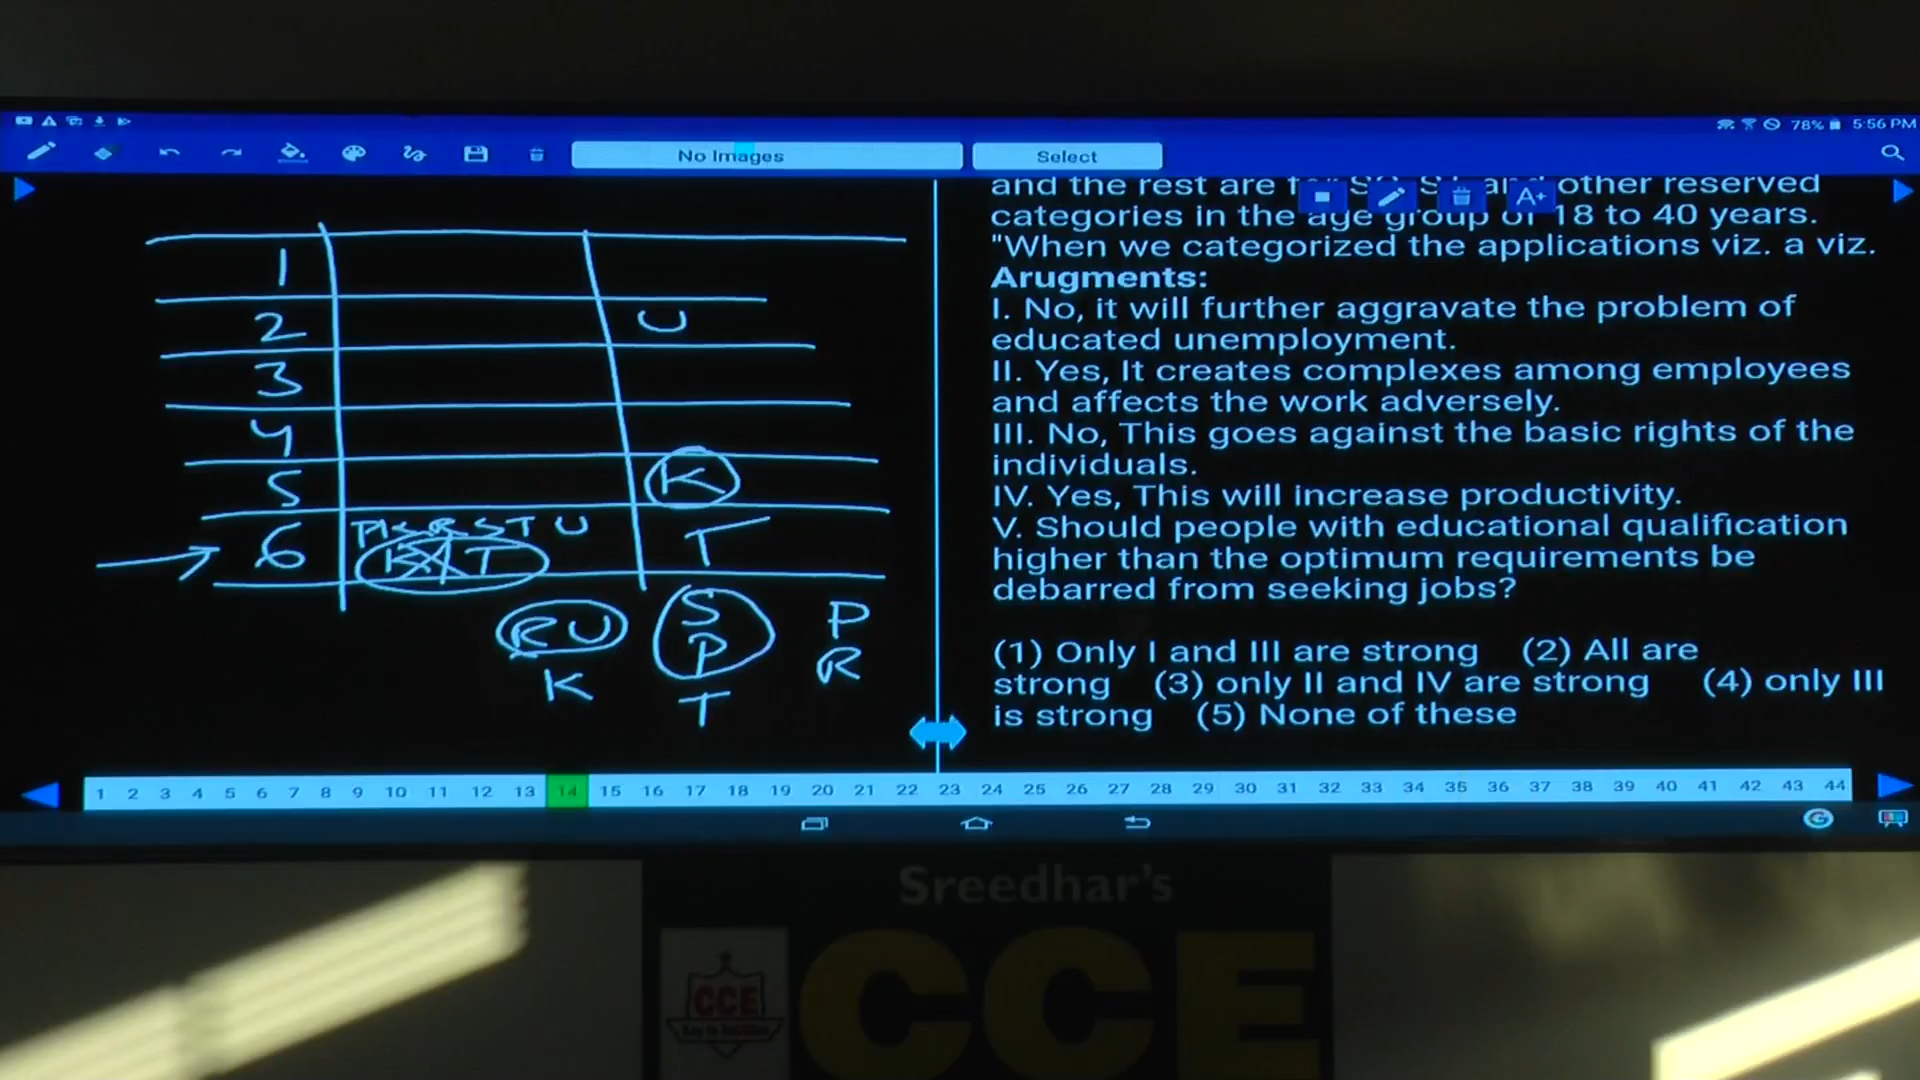 78% 5:56 PM
No Images Select
and the rest are other reserved
categories in the age group of 18 to 40 years.
"When we categorized the applications viz. a viz.
Arugments:
I. No, it will further aggravate the problem of
educated unemployment.
II. Yes, It creates complexes among employees
and affects the work adversely.
III. No, This goes against the basic rights of the
individuals.
IV. Yes, This will increase productivity.
V. Should people with educational qualification
higher than the optimum requirements be
debarred from seeking jobs?
(1) Only I and III are strong (2) All are
strong (3) only II and IV are strong (4) only III
is strong (5) None of these
A+
1
2 U
3
4
5 K
6 T
R U S P
K P R
T
1 2 3 4 5 6 7 8 9 10 11 12 13 14 15 16 17 18 19 20 21 22 23 24 25 26 27 28 29 30 31 32 33 34 35 36 37 38 39 40 41 42 43 44
Sreedhar's
CCE
CCE